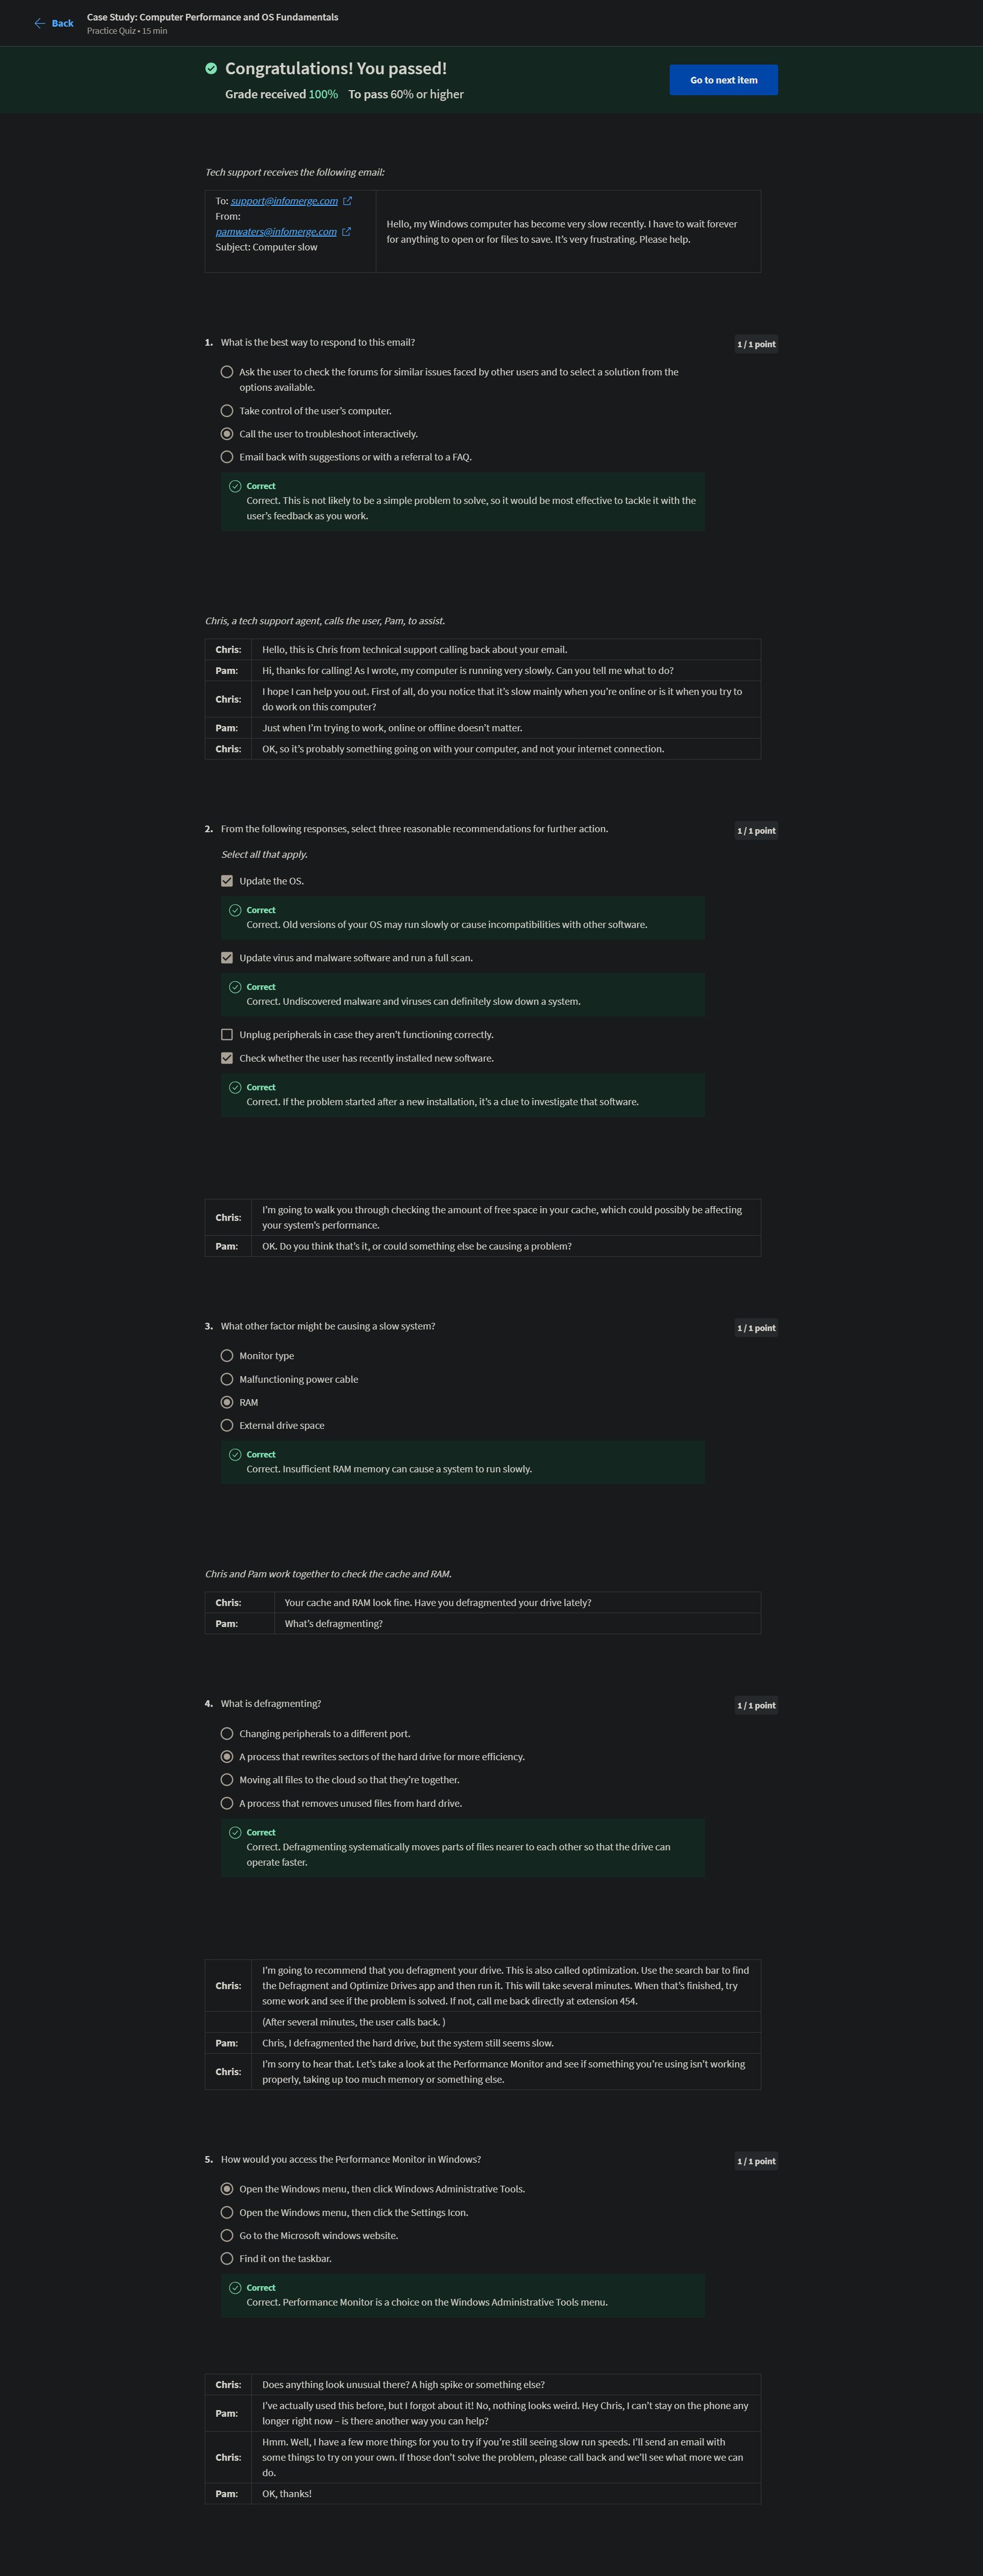 Back
Case Study: Computer Performance and OS Fundamentals
Practice Quiz • 15 min
Congratulations! You passed!
Grade received 100% To pass 60% or higher
Go to next item
Tech support receives the following email:
To: support@infomerge.com
From:
pamwaters@infomerge.com
Subject: Computer slow
Hello, my Windows computer has become very slow recently. I have to wait forever
for anything to open or for files to save. It’s very frustrating. Please help.
1. What is the best way to respond to this email?
1 / 1 point
Ask the user to check the forums for similar issues faced by other users and to select a solution from the
options available.
Take control of the user’s computer.
Call the user to troubleshoot interactively.
Email back with suggestions or with a referral to a FAQ.
Correct
Correct. This is not likely to be a simple problem to solve, so it would be most effective to tackle it with the
user’s feedback as you work.
Chris, a tech support agent, calls the user, Pam, to assist.
Chris: Hello, this is Chris from technical support calling back about your email.
Pam: Hi, thanks for calling! As I wrote, my computer is running very slowly. Can you tell me what to do?
Chris: I hope I can help you out. First of all, do you notice that it’s slow mainly when you’re online or is it when you try to
do work on this computer?
Pam: Just when I’m trying to work, online or offline doesn’t matter.
Chris: OK, so it’s probably something going on with your computer, and not your internet connection.
2. From the following responses, select three reasonable recommendations for further action.
1 / 1 point
Select all that apply.
Update the OS.
Correct
Correct. Old versions of your OS may run slowly or cause incompatibilities with other software.
Update virus and malware software and run a full scan.
Correct
Correct. Undiscovered malware and viruses can definitely slow down a system.
Unplug peripherals in case they aren’t functioning correctly.
Check whether the user has recently installed new software.
Correct
Correct. If the problem started after a new installation, it’s a clue to investigate that software.
Chris: I’m going to walk you through checking the amount of free space in your cache, which could possibly be affecting
your system’s performance.
Pam: OK. Do you think that’s it, or could something else be causing a problem?
3. What other factor might be causing a slow system?
1 / 1 point
Monitor type
Malfunctioning power cable
RAM
External drive space
Correct
Correct. Insufficient RAM memory can cause a system to run slowly.
Chris and Pam work together to check the cache and RAM.
Chris: Your cache and RAM look fine. Have you defragmented your drive lately?
Pam: What’s defragmenting?
4. What is defragmenting?
1 / 1 point
Changing peripherals to a different port.
A process that rewrites sectors of the hard drive for more efficiency.
Moving all files to the cloud so that they’re together.
A process that removes unused files from hard drive.
Correct
Correct. Defragmenting systematically moves parts of files nearer to each other so that the drive can
operate faster.
Chris: I’m going to recommend that you defragment your drive. This is also called optimization. Use the search bar to find
the Defragment and Optimize Drives app and then run it. This will take several minutes. When that’s finished, try
some work and see if the problem is solved. If not, call me back directly at extension 454.
(After several minutes, the user calls back. )
Pam: Chris, I defragmented the hard drive, but the system still seems slow.
Chris: I’m sorry to hear that. Let’s take a look at the Performance Monitor and see if something you’re using isn’t working
properly, taking up too much memory or something else.
5. How would you access the Performance Monitor in Windows?
1 / 1 point
Open the Windows menu, then click Windows Administrative Tools.
Open the Windows menu, then click the Settings Icon.
Go to the Microsoft windows website.
Find it on the taskbar.
Correct
Correct. Performance Monitor is a choice on the Windows Administrative Tools menu.
Chris: Does anything look unusual there? A high spike or something else?
Pam: I’ve actually used this before, but I forgot about it! No, nothing looks weird. Hey Chris, I can’t stay on the phone any
longer right now – is there another way you can help?
Chris: Hmm. Well, I have a few more things for you to try if you’re still seeing slow run speeds. I’ll send an email with
some things to try on your own. If those don’t solve the problem, please call back and we’ll see what more we can
do.
Pam: OK, thanks!